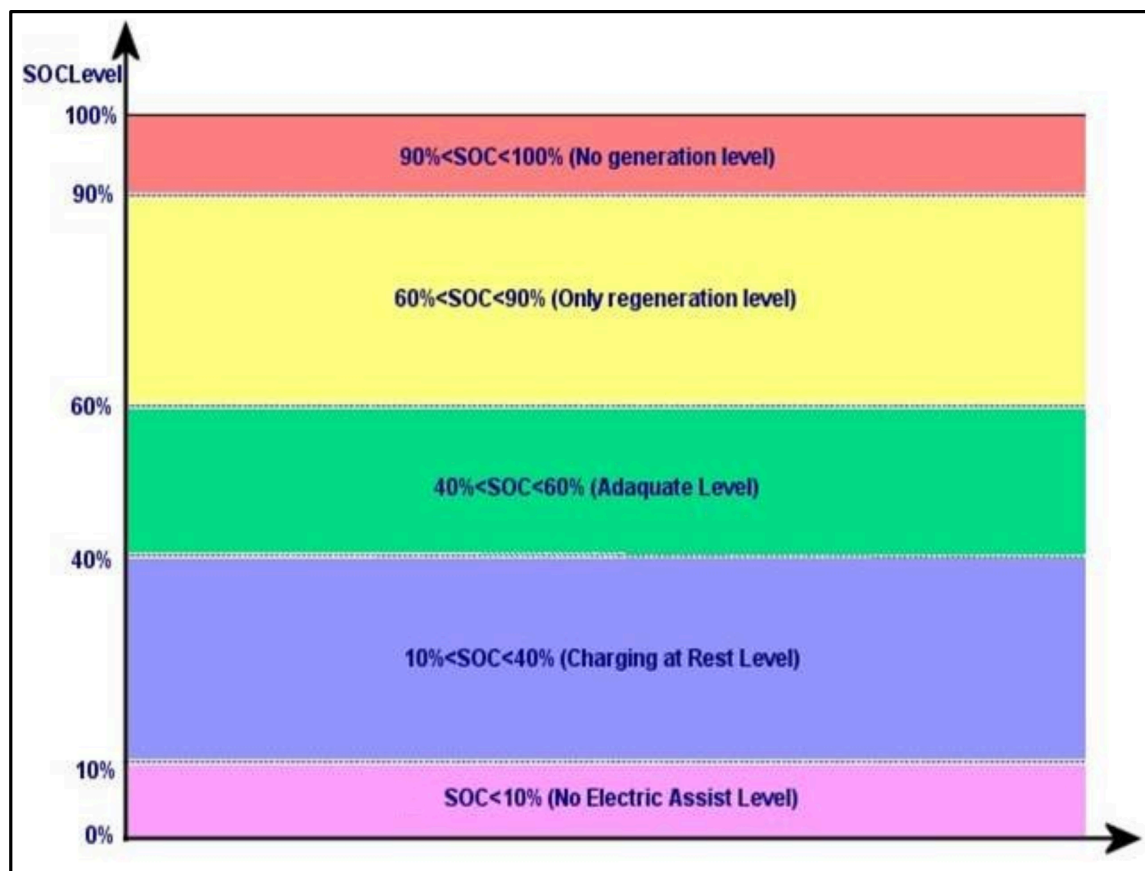 SOCLevel
100%
90%<SOC<100% (No generation level)
90%
60%<SOC<90% (Only regeneration level)
60%
40%<SOC<60% (Adaquate Level)
40%
10%<SOC<40% (Charging at Rest Level)
10%
SOC<10% (No Electric Assist Level)
0%